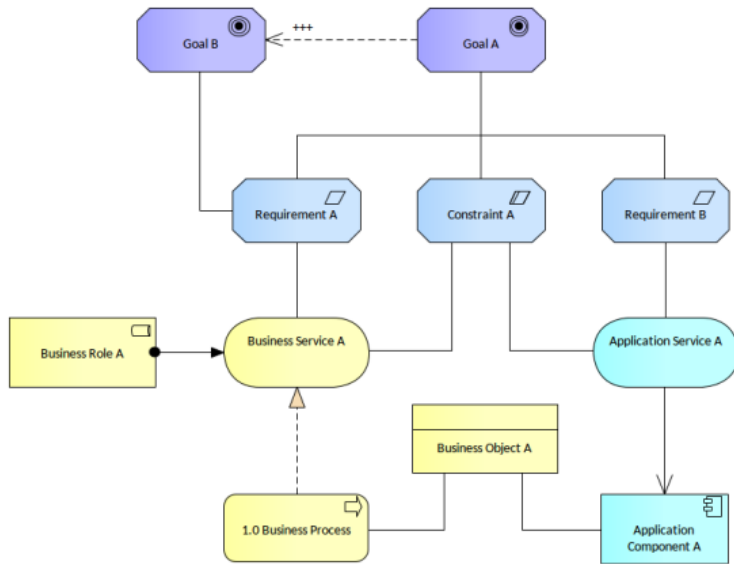 Goal B
+++
Goal A
Requirement A
Constraint A
Requirement B
Business Role A
Business Service A
Application Service A
Business Object A
1.0 Business Process
Application
Component A